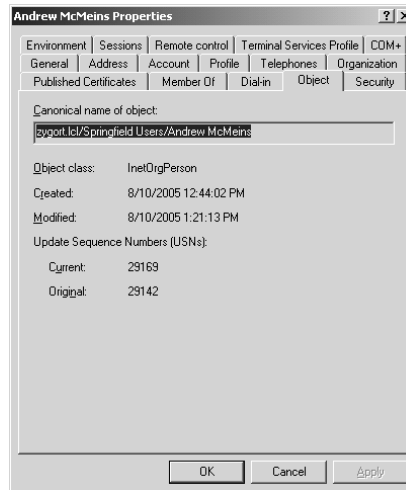 Andrew McMeins Properties
Environment Sessions Remote control Terminal Services Profile COM+
General Address Account Profile Telephones Organization
Published Certificates Member Of Dial-in Object Security
Canonical name of object:
zygort.lcl/Springfield Users/Andrew McMeins
Object class: InetOrgPerson
Created: 8/10/2005 12:44:02 PM
Modified: 8/10/2005 1:21:13 PM
Update Sequence Numbers (USNs):
Current: 29169
Original: 29142
OK Cancel Apply